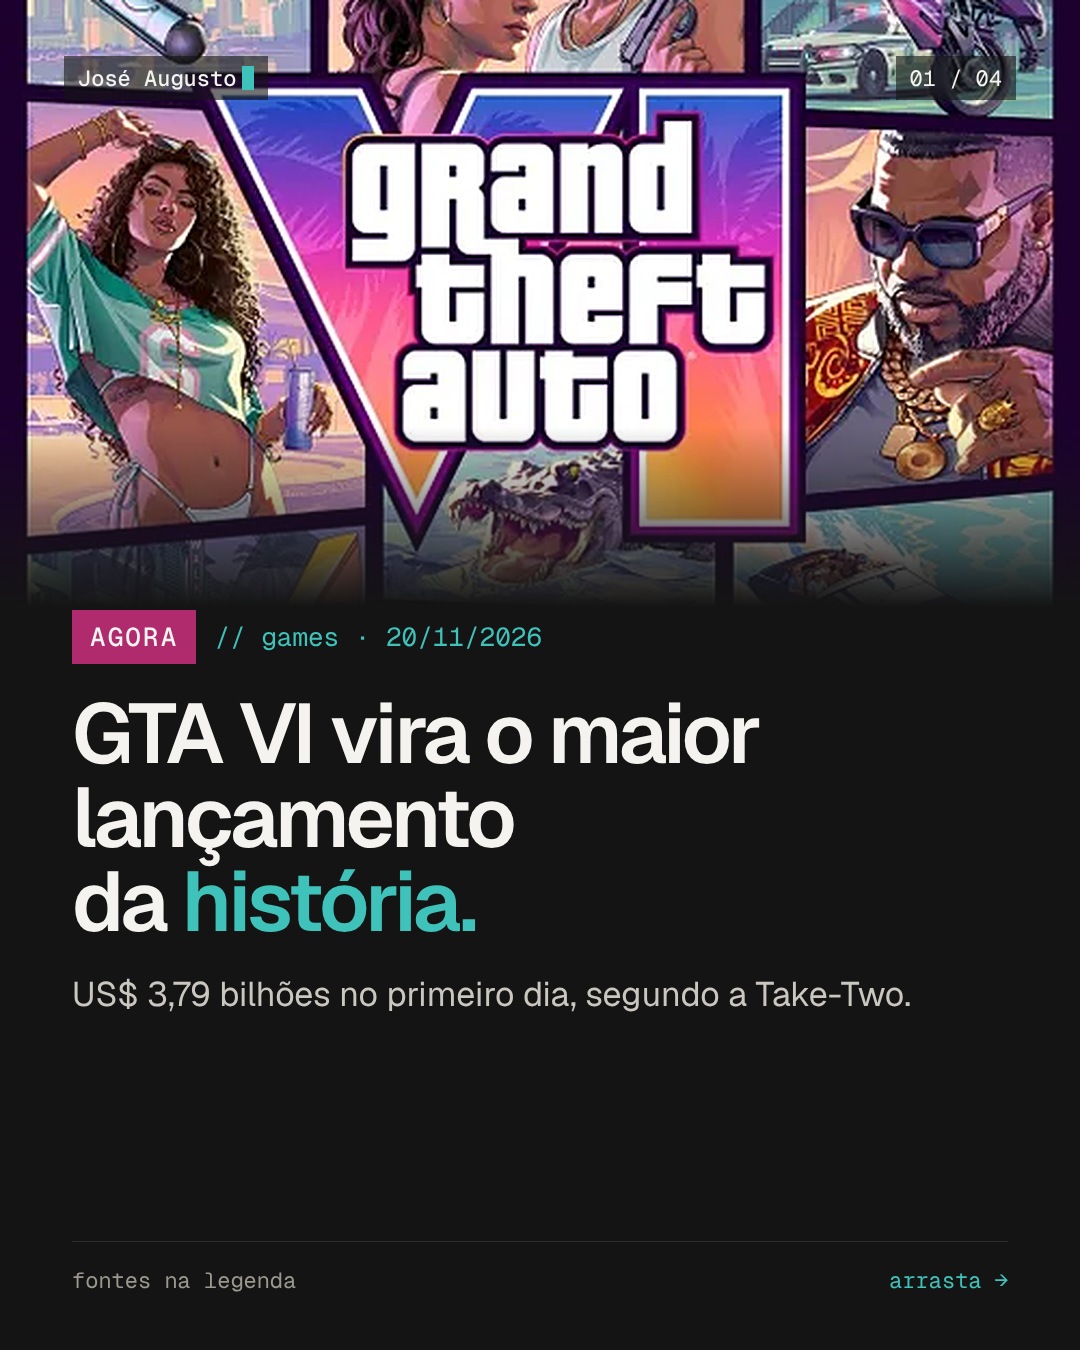 José Augusto
01 / 04
VI
grand
theft
auto
AGORA // games · 20/11/2026
GTA VI vira o maior
lançamento
da história.
US$ 3,79 bilhões no primeiro dia, segundo a Take-Two.
fontes na legenda
arrasta →